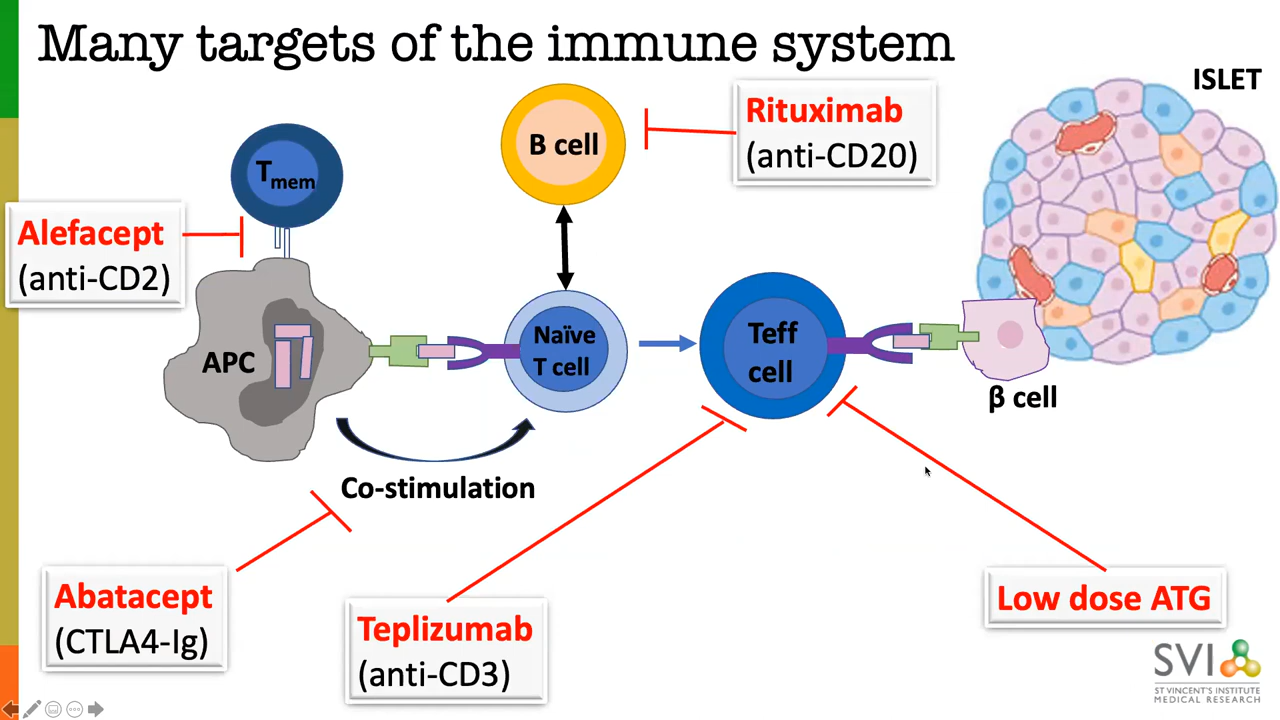 Many targets of the immune system
ISLET
Rituximab
(anti-CD20)
B cell
Tmem
Alefacept
(anti-CD2)
APC
Naïve
T cell
Teff
cell
β cell
Co-stimulation
Abatacept
(CTLA4-Ig)
Teplizumab
(anti-CD3)
Low dose ATG
SVI
ST VINCENT'S INSTITUTE
MEDICAL RESEARCH